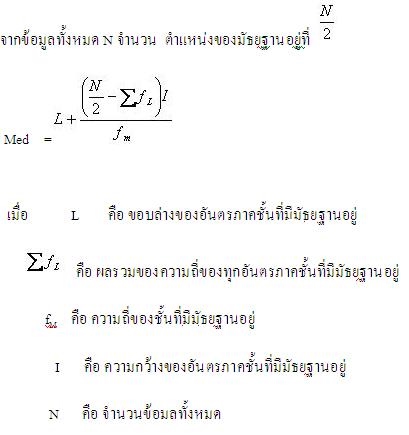 จากข้อมูลทั้งหมด N จำนวน ตำแหน่งของมัธยฐานอยู่ที่ N/2
Med = L + (N/2 − ∑f_L)I / f_m
เมื่อ L คือ ขอบล่างของอันตรภาคชั้นที่มีมัธยฐานอยู่
∑f_L คือ ผลรวมของความถี่ของทุกอันตรภาคชั้นที่มีมัธยฐานอยู่
f_M คือ ความถี่ของชั้นที่มีมัธยฐานอยู่
I คือ ความกว้างของอันตรภาคชั้นที่มีมัธยฐานอยู่
N คือ จำนวนข้อมลทั้งหมด